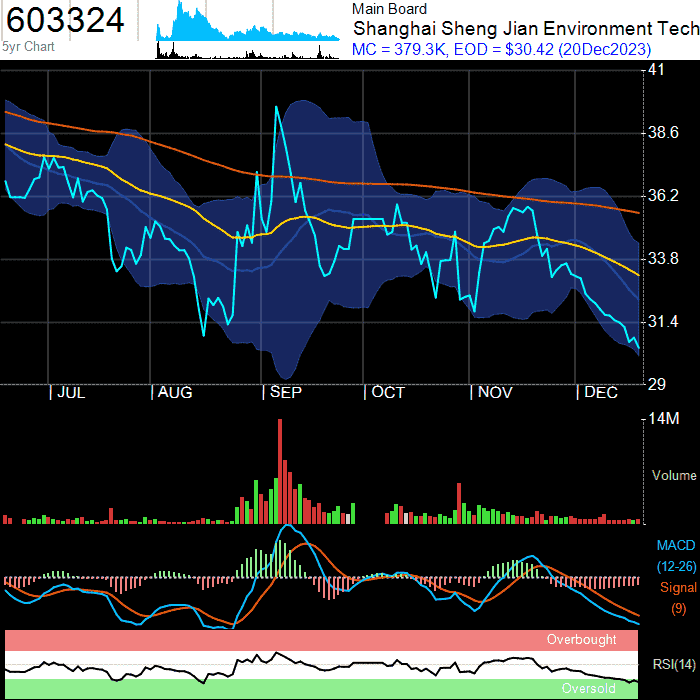 603324
5yr Chart
Main Board
Shanghai Sheng Jian Environment Tech
MC = 379.3K, EOD = $30.42 (20Dec2023)
41
38.6
36.2
33.8
31.4
29
JUL
AUG
SEP
OCT
NOV
DEC
14M
Volume
MACD
(12-26)
Signal
(9)
Overbought
RSI(14)
Oversold